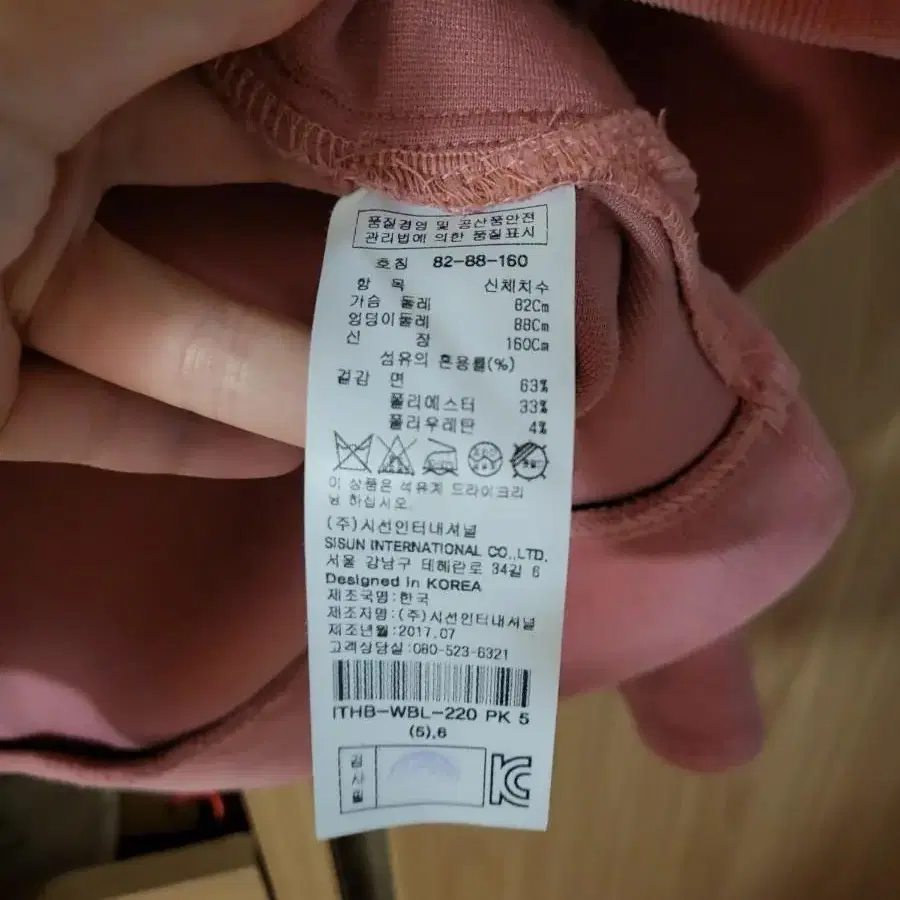 품질경영 및 공산품안전
관리법에 의한 품질표시
호칭 82-88-160
항 목 신체치수
가슴 둘레 82Cm
엉덩이둘레 88Cm
신 장 160Cm
섬유의 혼용률(%)
겉감 면 63%
폴리에스터 33%
폴리우레탄 4%
이 상품은 석유계 드라이크리
닝 하십시오.
(주)시선인터내셔널
SISUN INTERNATIONAL CO.,LTD.
서울 강남구 테헤란로 34길 6
Designed in KOREA
제조국명:한국
제조자명:(주)시선인터내셔널
제조년월:2017.07
고객상담실:080-523-6321
ITHB-WBL-220 PK 5
(5),6
검사필
KC